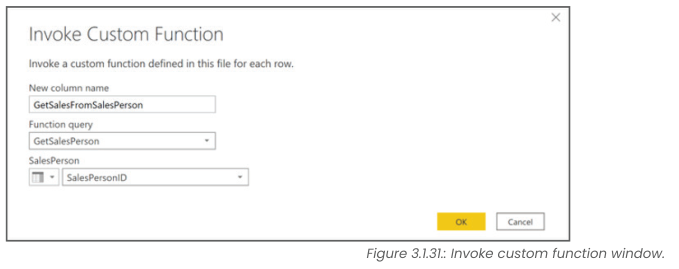 Invoke Custom Function
Invoke a custom function defined in this file for each row.
New column name
GetSalesFromSalesPerson
Function query
GetSalesPerson
SalesPerson
SalesPersonID
OK Cancel
Figure 3.1.31.: Invoke custom function window.